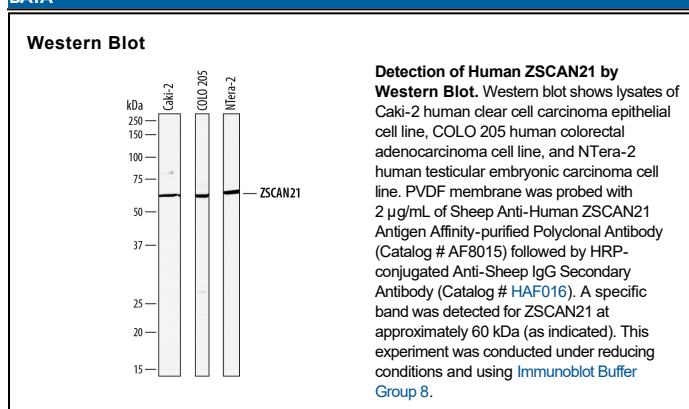 DATA
Western Blot
Caki-2
COLO 205
NTera-2
kDa
250
150
100
75
50
37
25
20
15
ZSCAN21
Detection of Human ZSCAN21 by
Western Blot. Western blot shows lysates of
Caki-2 human clear cell carcinoma epithelial
cell line, COLO 205 human colorectal
adenocarcinoma cell line, and NTera-2
human testicular embryonic carcinoma cell
line. PVDF membrane was probed with
2 µg/mL of Sheep Anti-Human ZSCAN21
Antigen Affinity-purified Polyclonal Antibody
(Catalog # AF8015) followed by HRP-
conjugated Anti-Sheep IgG Secondary
Antibody (Catalog # HAF016). A specific
band was detected for ZSCAN21 at
approximately 60 kDa (as indicated). This
experiment was conducted under reducing
conditions and using Immunoblot Buffer
Group 8.